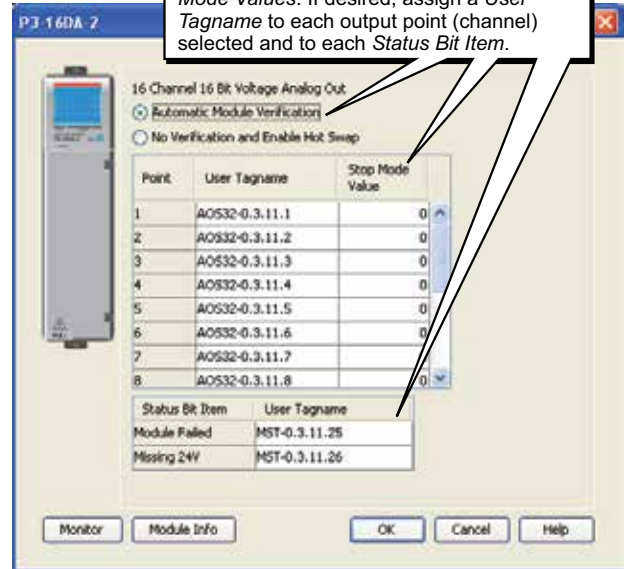 P3-16DA-2
Mode Values. If desired, assign a User
Tagname to each output point (channel)
selected and to each Status Bit Item.
16 Channel 16 Bit Voltage Analog Out
Automatic Module Verification
No Verification and Enable Hot Swap
Point User Tagname Stop Mode Value
1 AOS32-0.3.11.1 0
2 AOS32-0.3.11.2 0
3 AOS32-0.3.11.3 0
4 AOS32-0.3.11.4 0
5 AOS32-0.3.11.5 0
6 AOS32-0.3.11.6 0
7 AOS32-0.3.11.7
8 AOS32-0.3.11.8 0
Status Bit Item User Tagname
Module Failed MST-0.3.11.25
Missing 24V MST-0.3.11.26
Monitor Module Info OK Cancel Help